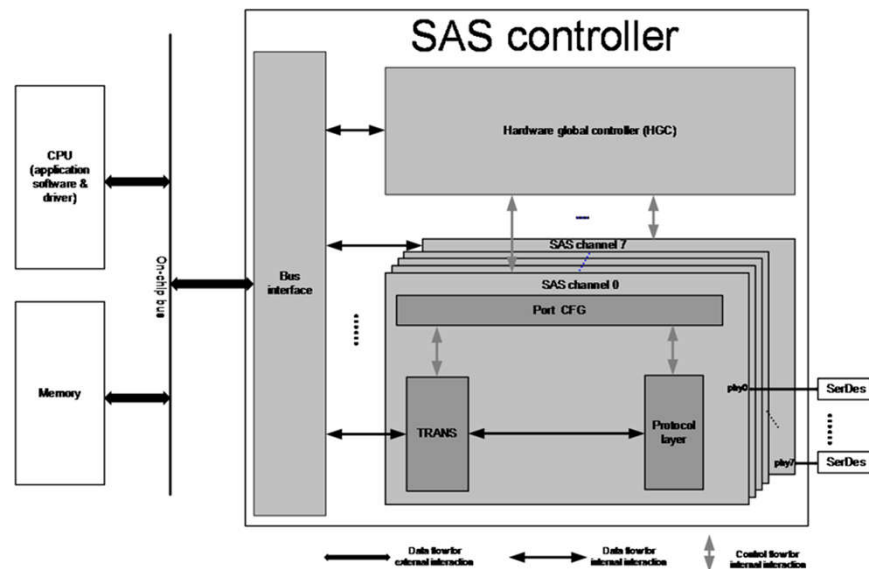 SAS controller
CPU
(application
software &
driver)
Memory
On-chip bus
Bus
interface
Hardware global controller (HGC)
SAS channel 7
SAS channel 0
Port CFG
TRANS
Protocol
layer
phy0
SerDes
phy7
SerDes
Data flow for
external interaction
Data flow for
internal interaction
Control flow for
internal interaction